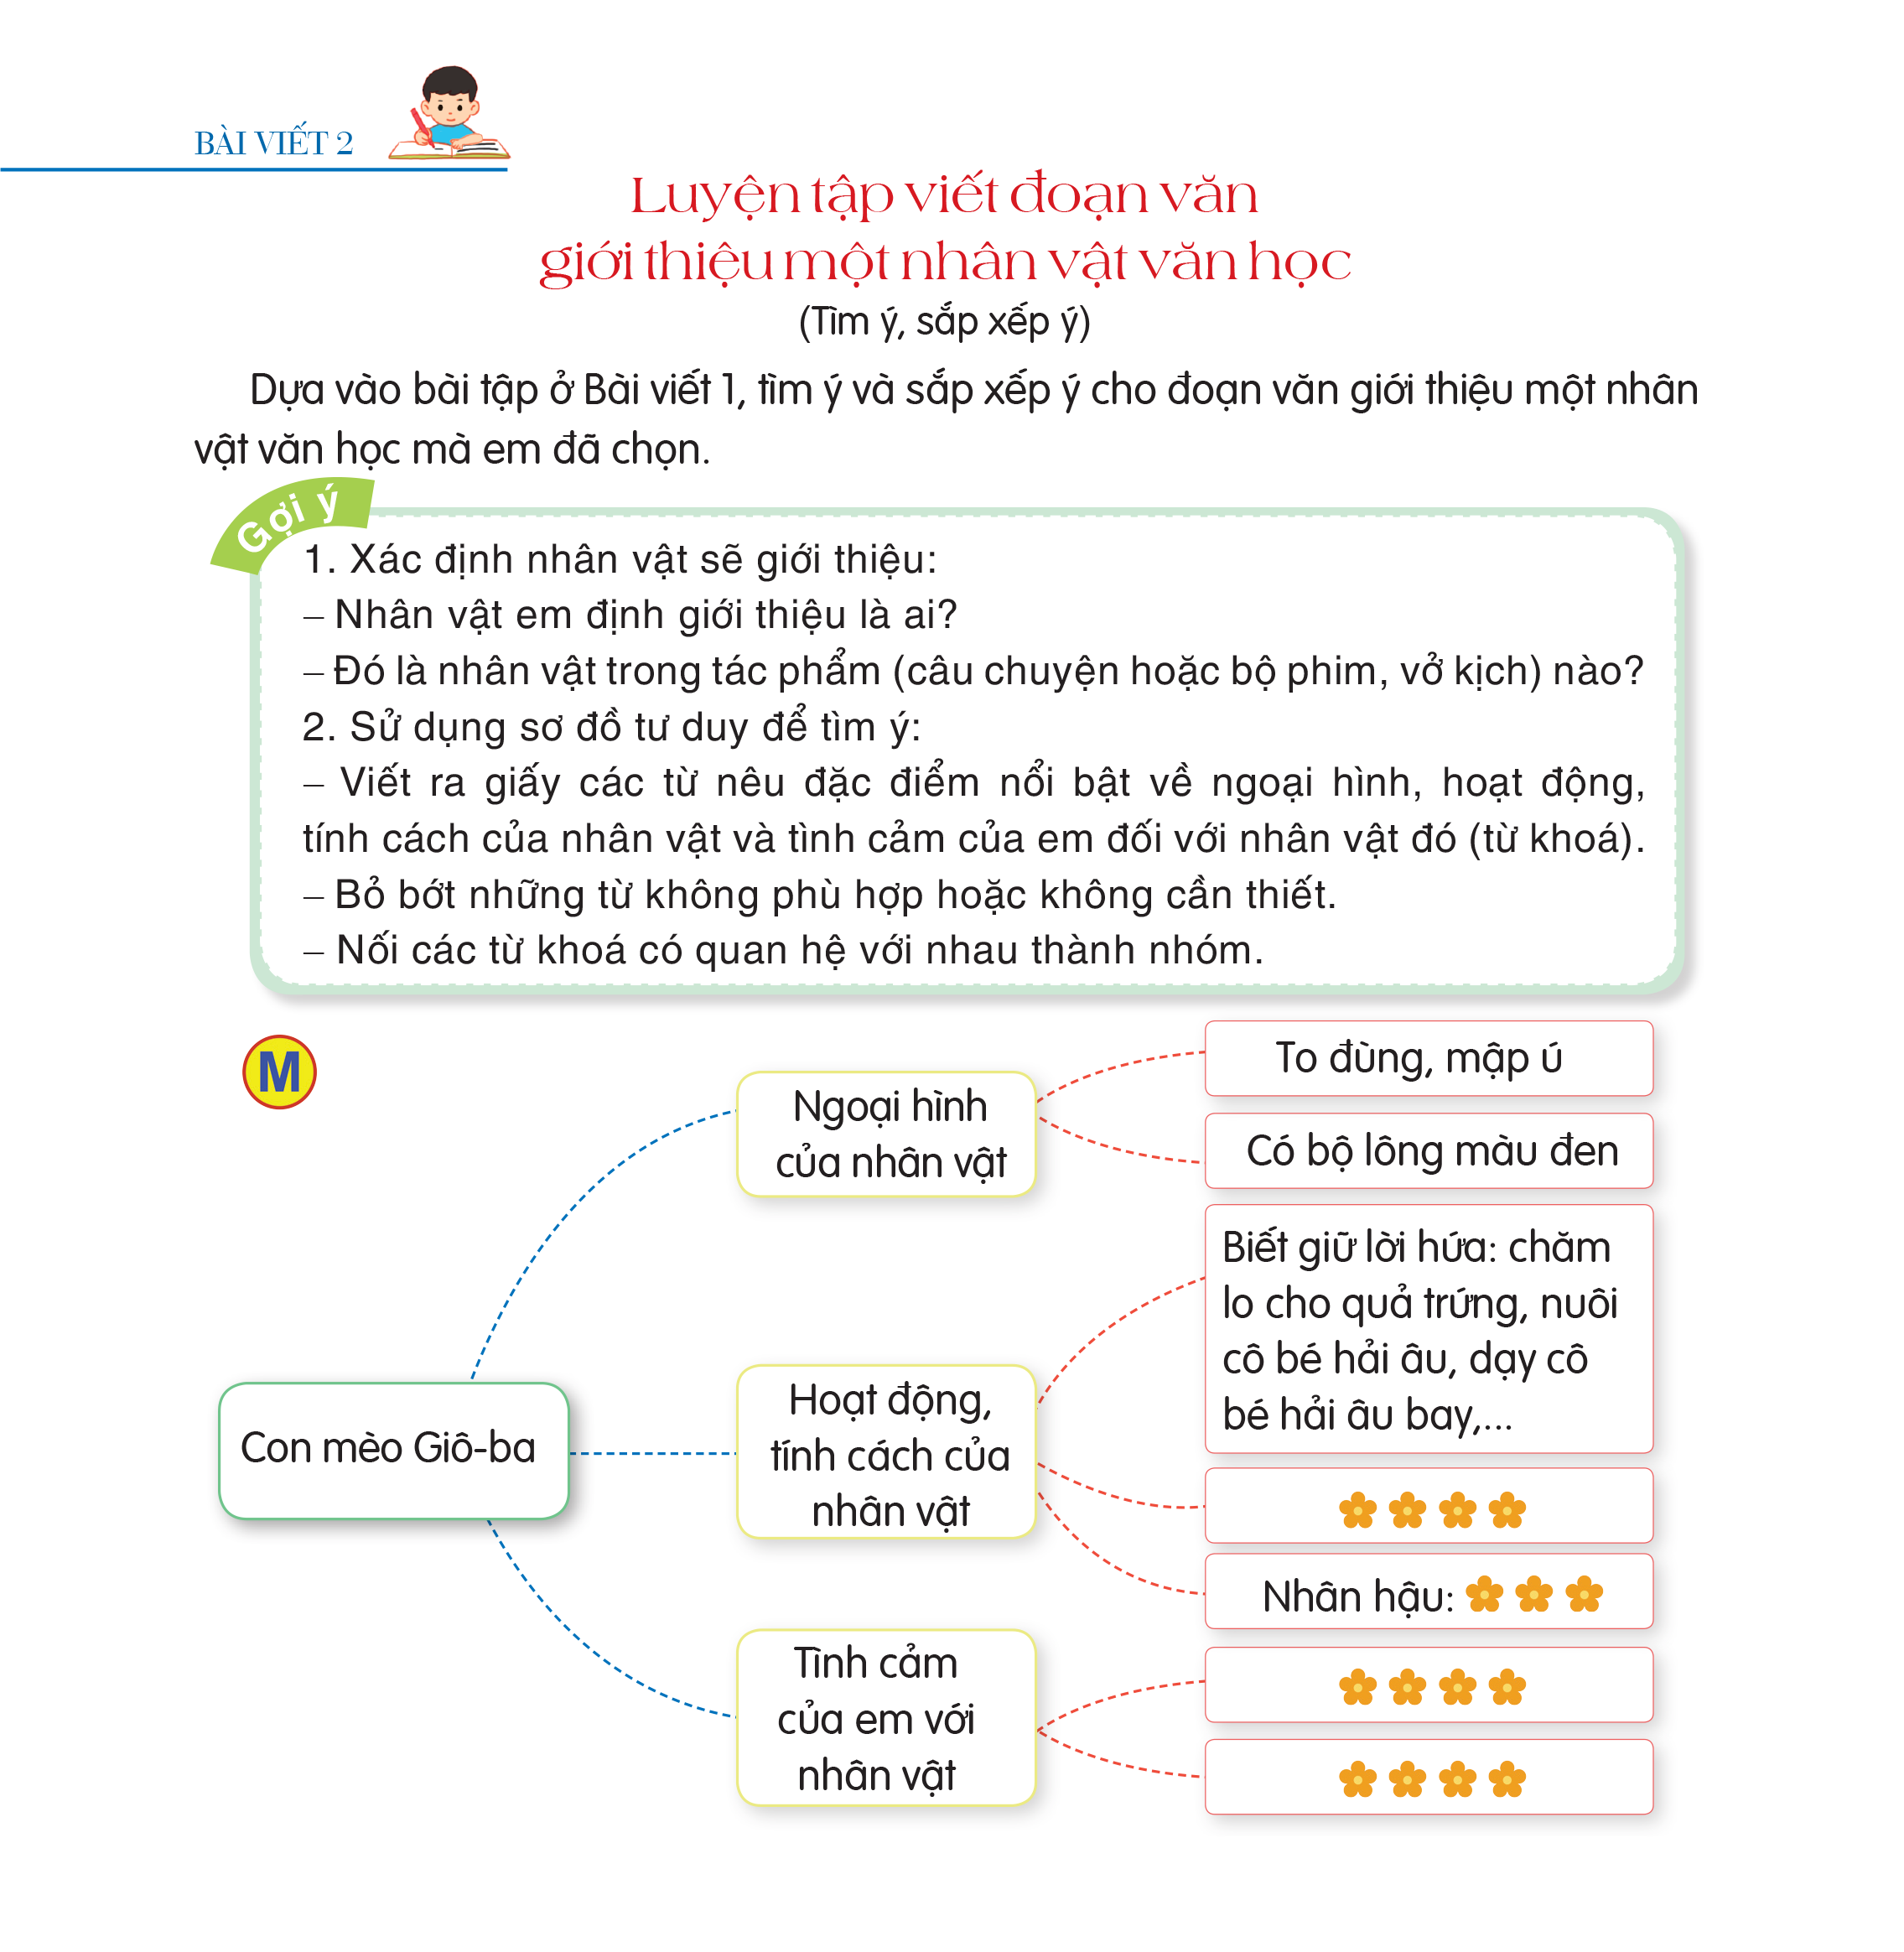 BÀI VIẾT 2
Luyện tập viết đoạn văn
giới thiệu một nhân vật văn học
(Tìm ý, sắp xếp ý)
Dựa vào bài tập ở Bài viết 1, tìm ý và sắp xếp ý cho đoạn văn giới thiệu một nhân
vật văn học mà em đã chọn.
Gợi ý
1. Xác định nhân vật sẽ giới thiệu:
– Nhân vật em định giới thiệu là ai?
– Đó là nhân vật trong tác phẩm (câu chuyện hoặc bộ phim, vở kịch) nào?
2. Sử dụng sơ đồ tư duy để tìm ý:
– Viết ra giấy các từ nêu đặc điểm nổi bật về ngoại hình, hoạt động,
tính cách của nhân vật và tình cảm của em đối với nhân vật đó (từ khoá).
– Bỏ bớt những từ không phù hợp hoặc không cần thiết.
– Nối các từ khoá có quan hệ với nhau thành nhóm.
M
Con mèo Giô-ba
Ngoại hình
của nhân vật
To đùng, mập ú
Có bộ lông màu đen
Hoạt động,
tính cách của
nhân vật
Biết giữ lời hứa: chăm
lo cho quả trứng, nuôi
cô bé hải âu, dạy cô
bé hải âu bay,...
Nhân hậu:
Tình cảm
của em với
nhân vật